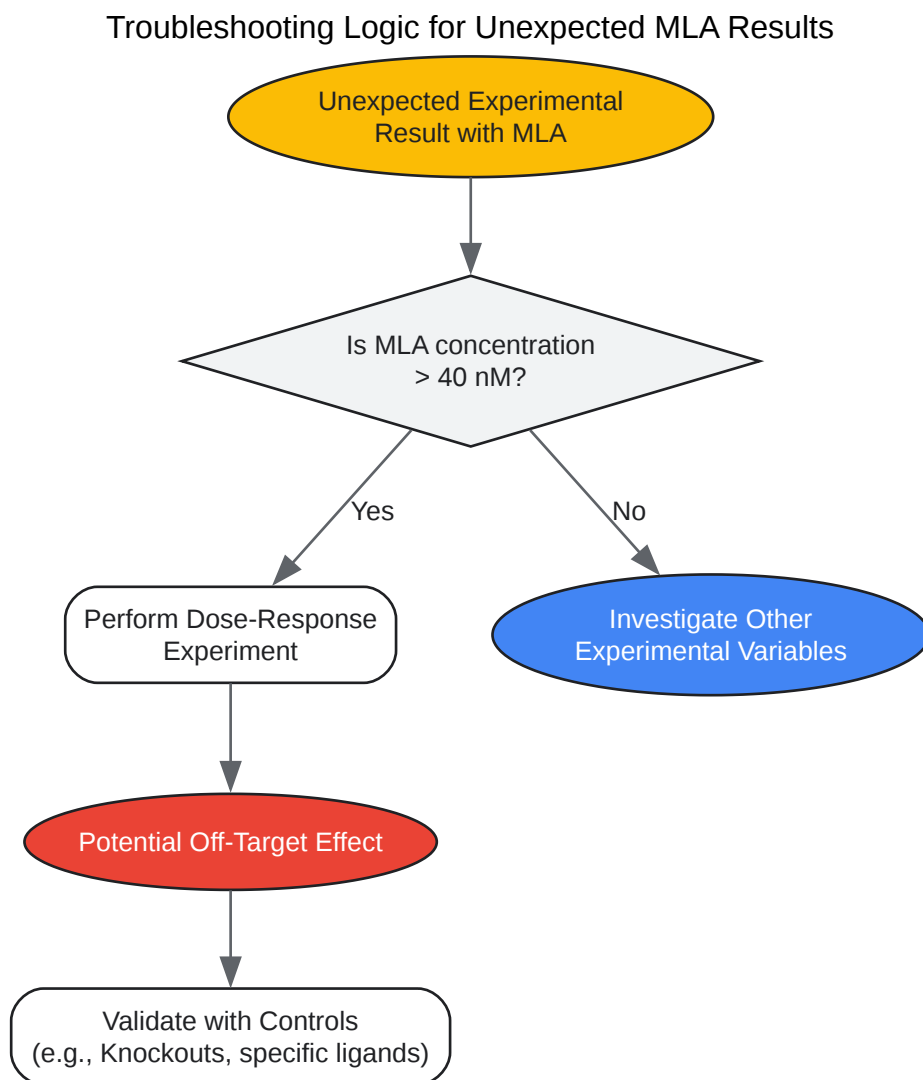 Troubleshooting Logic for Unexpected MLA Results
Unexpected Experimental
Result with MLA
Is MLA concentration
> 40 nM?
Yes
No
Perform Dose-Response
Experiment
Investigate Other
Experimental Variables
Potential Off-Target Effect
Validate with Controls
(e.g., Knockouts, specific ligands)